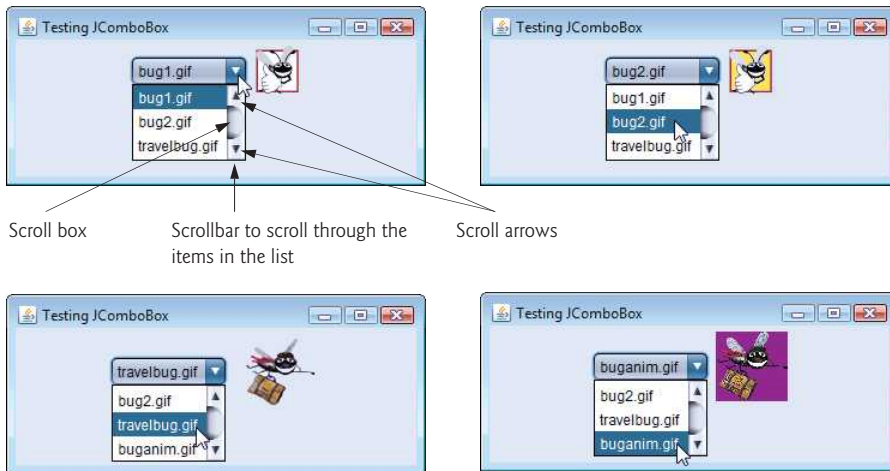 Testing JComboBox
bug1.gif
bug1.gif
bug2.gif
travelbug.gif
Testing JComboBox
bug2.gif
bug1.gif
bug2.gif
travelbug.gif
Scroll box
Scrollbar to scroll through the
items in the list
Scroll arrows
Testing JComboBox
travelbug.gif
bug2.gif
travelbug.gif
buganim.gif
Testing JComboBox
buganim.gif
bug2.gif
travelbug.gif
buganim.gif